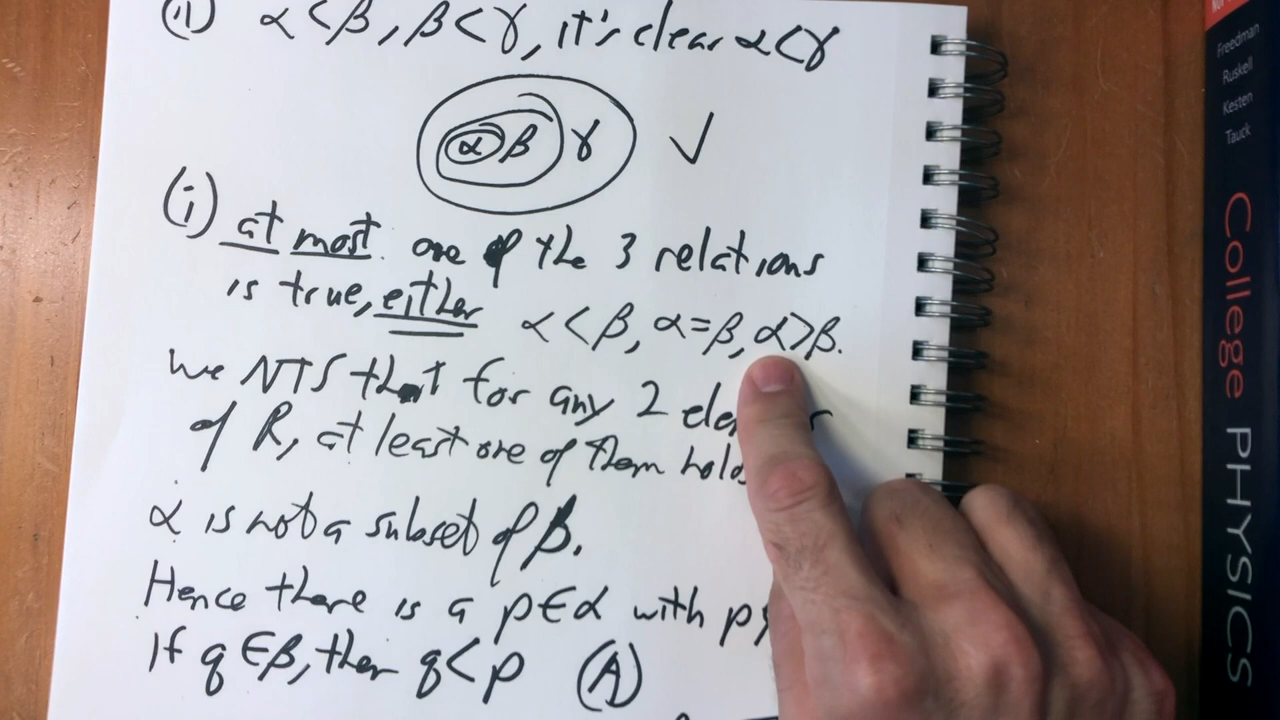 (ii) α < β, β < γ, it's clear α < γ
α β γ ✓
(i) at most one of the 3 relations
is true, either α < β, α = β, α > β.
We NTS that for any 2
of R, at least one of them
α is not a subset of β.
Hence there is a p ∈ α with p
If q ∈ β, then q < p (A)
Freedman
Ruskell
Kesten
Tauck
College PHYSICS